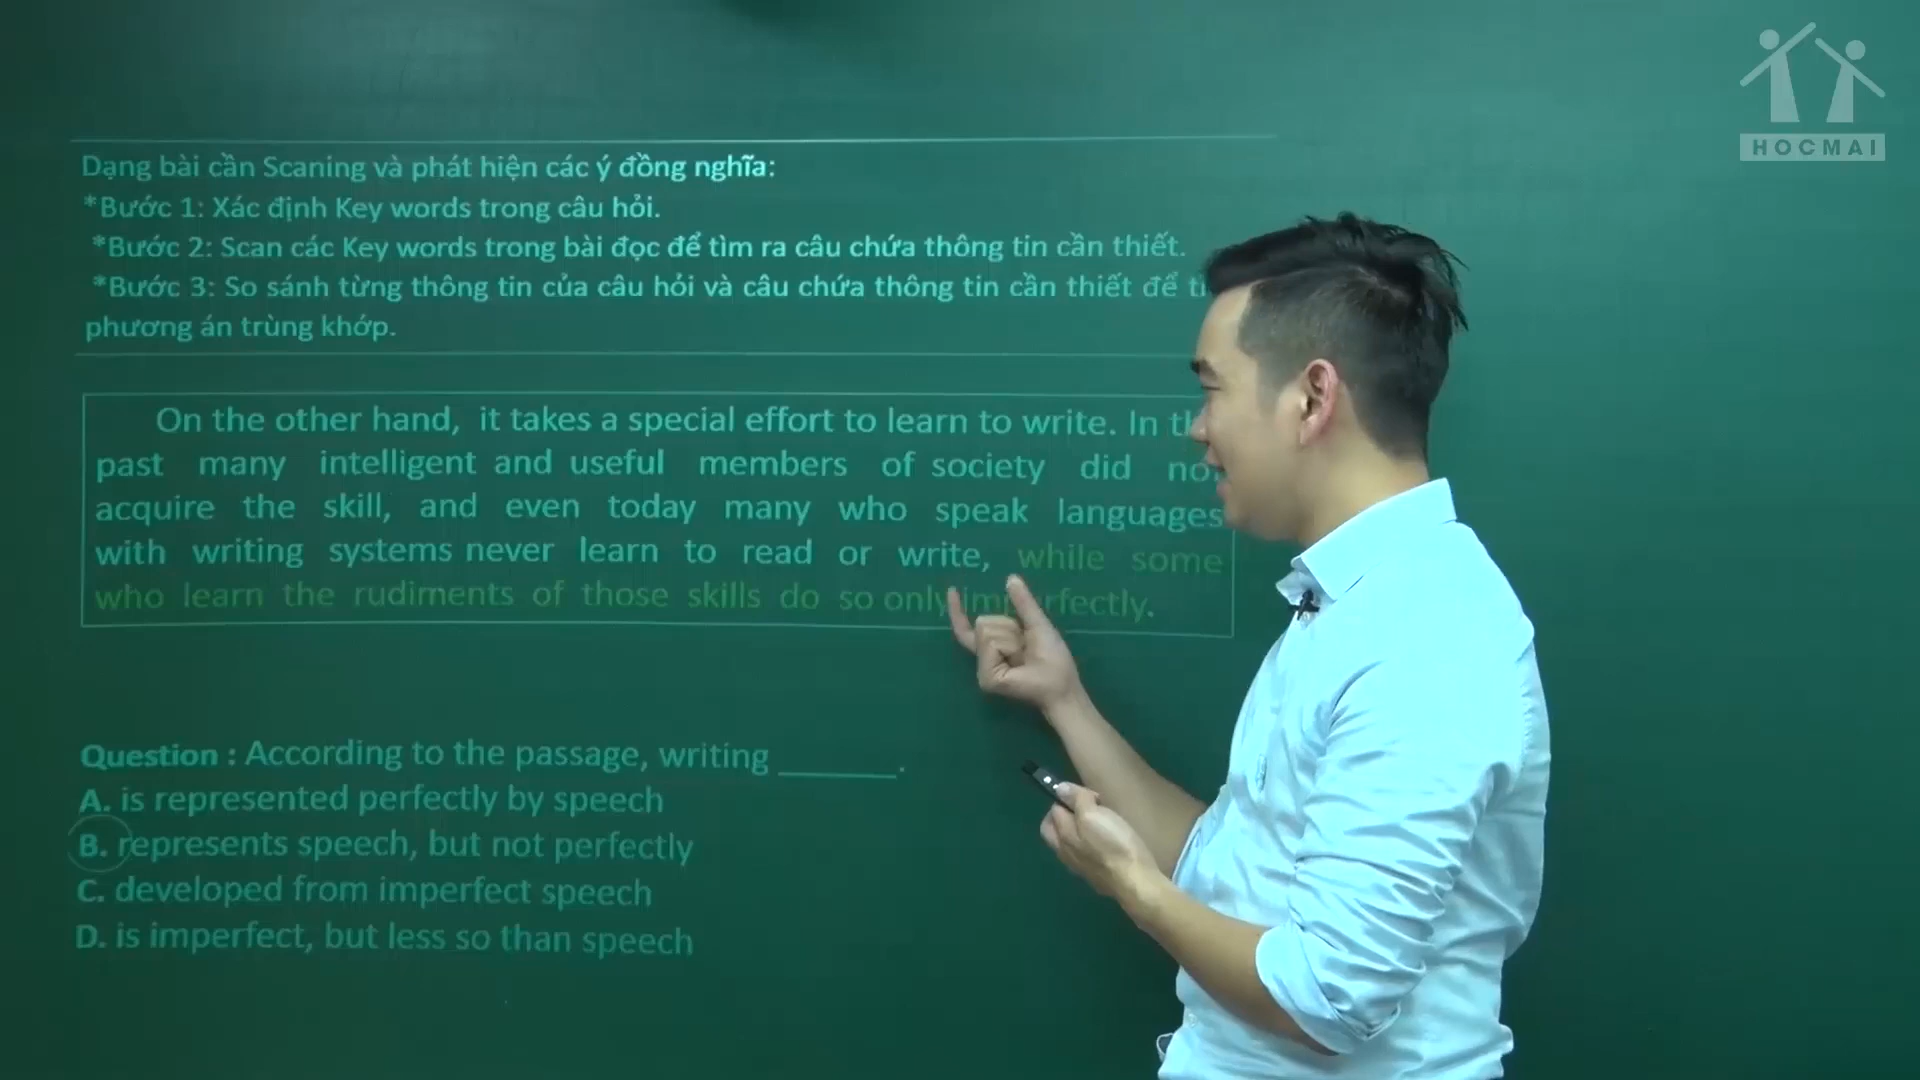 HOCMAI
Dạng bài cần Scaning và phát hiện các ý đồng nghĩa:
*Bước 1: Xác định Key words trong câu hỏi.
*Bước 2: Scan các Key words trong bài đọc để tìm ra câu chứa thông tin cần thiết.
*Bước 3: So sánh từng thông tin của câu hỏi và câu chứa thông tin cần thiết để
phương án trùng khớp.
On the other hand, it takes a special effort to learn to write. In
past many intelligent and useful members of society did
acquire the skill, and even today many who speak languages
with writing systems never learn to read or write, while some
who learn the rudiments of those skills do so only imperfectly.
Question : According to the passage, writing _______.
A. is represented perfectly by speech
B. represents speech, but not perfectly
C. developed from imperfect speech
D. is imperfect, but less so than speech